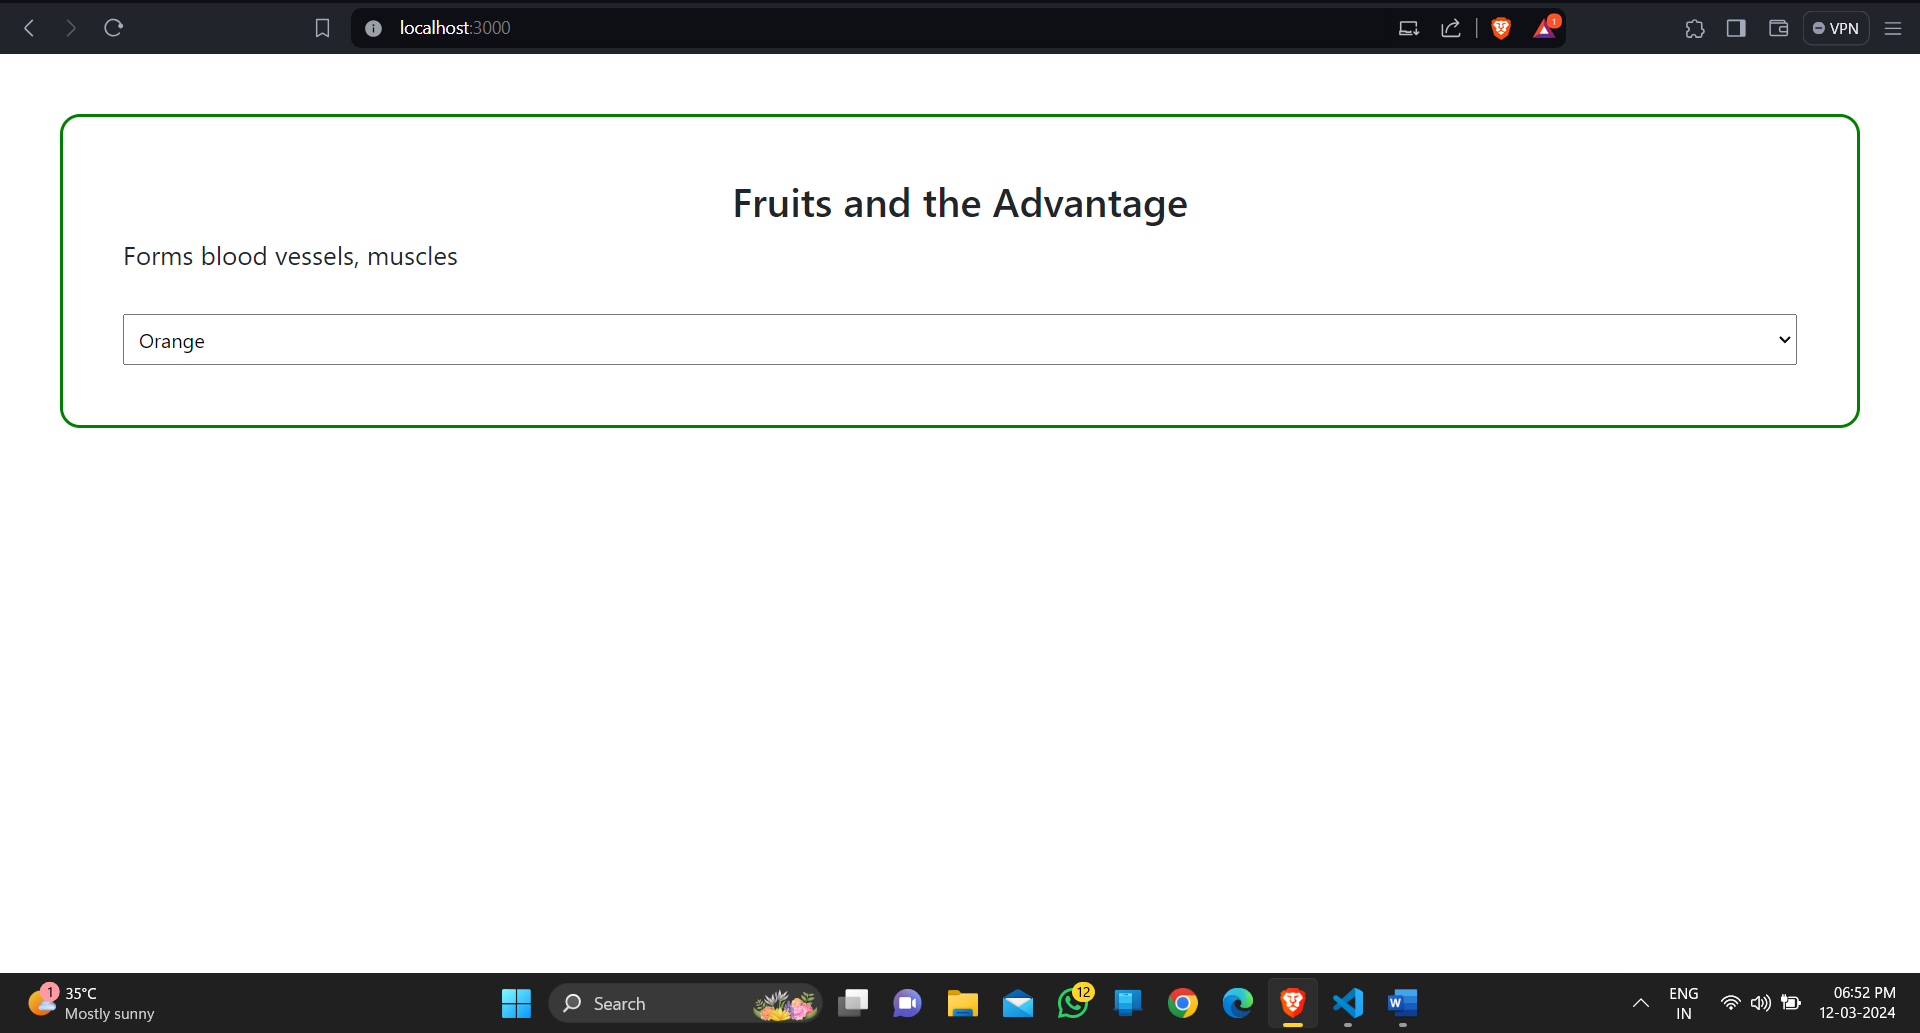 localhost:3000
1
VPN
Fruits and the Advantage
Forms blood vessels, muscles
Orange
1
35°C
Mostly sunny
Search
12
W
ENG
IN
06:52 PM
12-03-2024